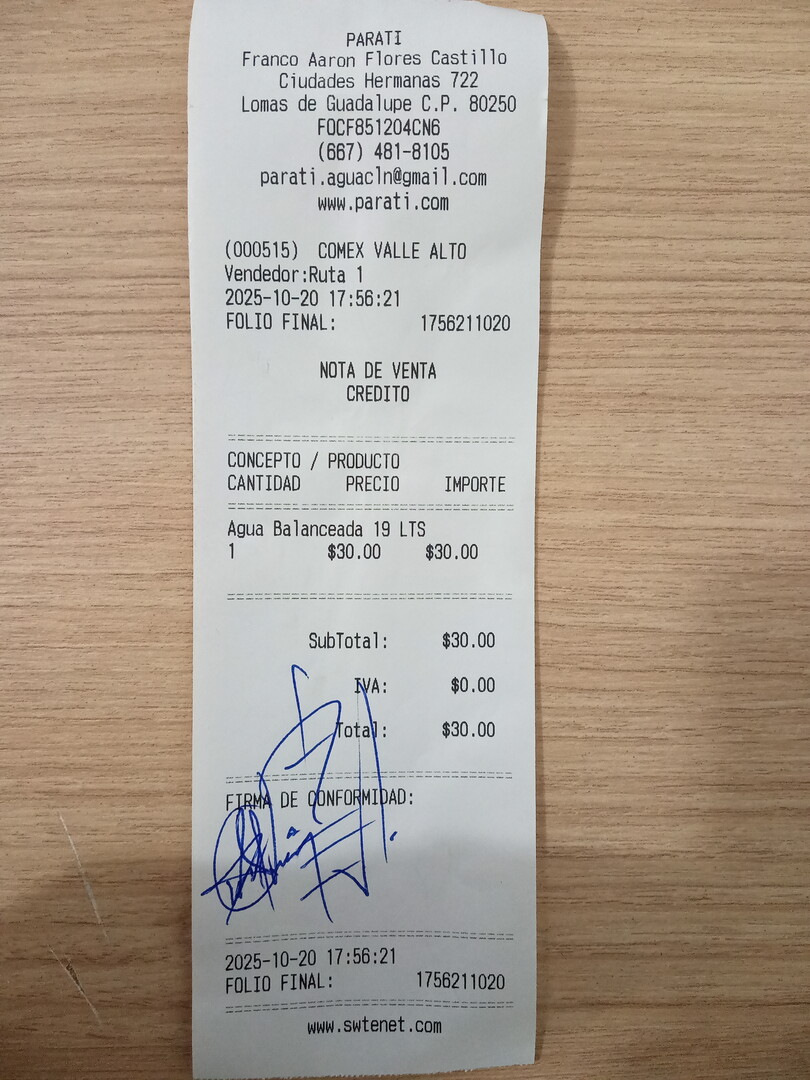 PARATI
Franco Aaron Flores Castillo
Ciudades Hermanas 722
Lomas de Guadalupe C.P. 80250
FOCF851204CN6
(667) 481-8105
parati.aguacln@gmail.com
www.parati.com
(000515) COMEX VALLE ALTO
Vendedor:Ruta 1
2025-10-20 17:56:21
FOLIO FINAL: 1756211020
NOTA DE VENTA
CREDITO
CONCEPTO / PRODUCTO
CANTIDAD PRECIO IMPORTE
Agua Balanceada 19 LTS
1 $30.00 $30.00
SubTotal: $30.00
IVA: $0.00
Total: $30.00
FIRMA DE CONFORMIDAD:
2025-10-20 17:56:21
FOLIO FINAL: 1756211020
www.swtenet.com